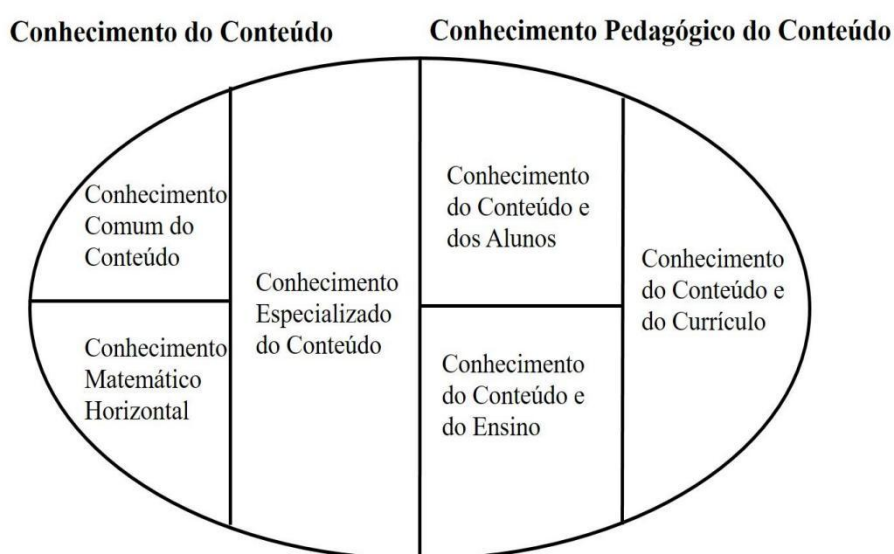 Conhecimento do Conteúdo
Conhecimento Pedagógico do Conteúdo
Conhecimento
Comum do
Conteúdo
Conhecimento
Matemático
Horizontal
Conhecimento
Especializado
do Conteúdo
Conhecimento
do Conteúdo e
dos Alunos
Conhecimento
do Conteúdo e
do Ensino
Conhecimento
do Conteúdo e
do Currículo